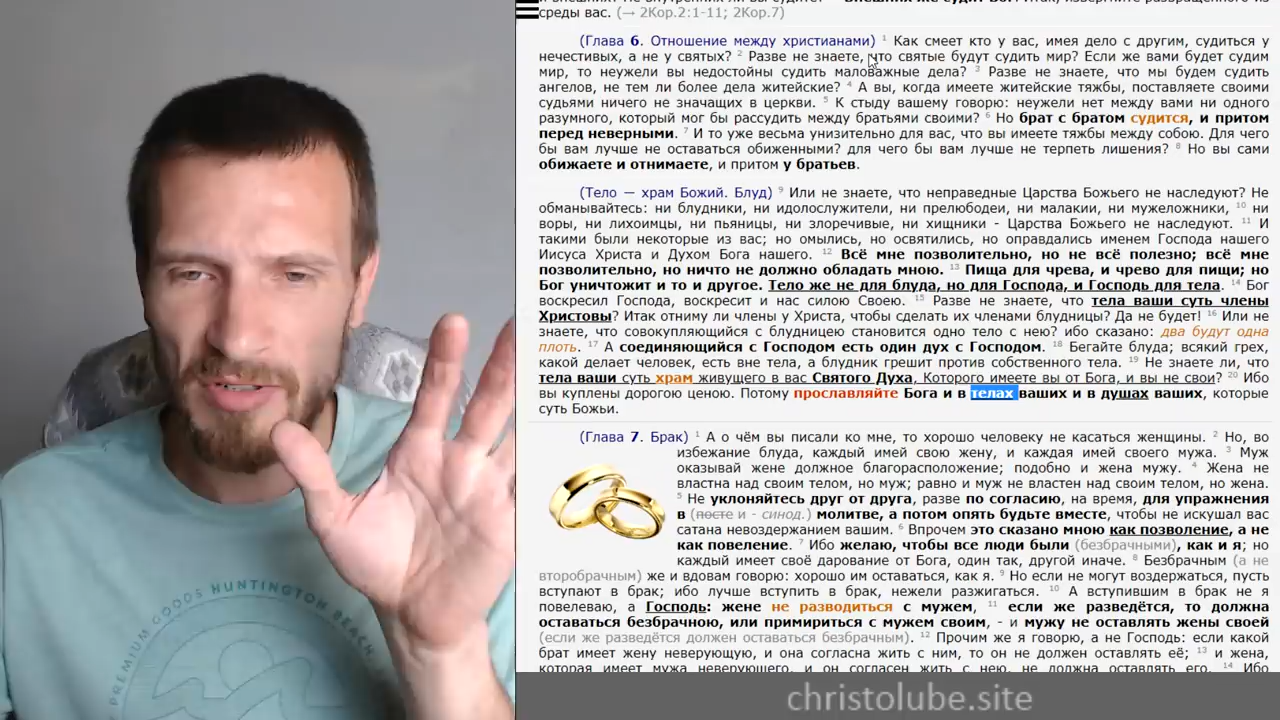 среды вас. (→ 2Кор.2:1-11; 2Кор.7)
(Глава 6. Отношение между христианами) 1 Как смеет кто у вас, имея дело с другим, судиться у
нечестивых, а не у святых? 2 Разве не знаете, что святые будут судить мир? Если же вами будет судим
мир, то неужели вы недостойны судить маловажные дела? 3 Разве не знаете, что мы будем судить
ангелов, не тем ли более дела житейские? 4 А вы, когда имеете житейские тяжбы, поставляете своими
судьями ничего не значащих в церкви. 5 К стыду вашему говорю: неужели нет между вами ни одного
разумного, который мог бы рассудить между братьями своими? 6 Но брат с братом судится, и притом
перед неверными. 7 И то уже весьма унизительно для вас, что вы имеете тяжбы между собою. Для чего
бы вам лучше не оставаться обиженными? для чего бы вам лучше не терпеть лишения? 8 Но вы сами
обижаете и отнимаете, и притом у братьев.
(Тело — храм Божий. Блуд) 9 Или не знаете, что неправедные Царства Божьего не наследуют? Не
обманывайтесь: ни блудники, ни идолослужители, ни прелюбодеи, ни малакии, ни мужеложники, 10 ни
воры, ни лихоимцы, ни пьяницы, ни злоречивые, ни хищники - Царства Божьего не наследуют. 11 И
такими были некоторые из вас; но омылись, но освятились, но оправдались именем Господа нашего
Иисуса Христа и Духом Бога нашего. 12 Всё мне позволительно, но не всё полезно; всё мне
позволительно, но ничто не должно обладать мною. 13 Пища для чрева, и чрево для пищи; но
Бог уничтожит и то и другое. Тело же не для блуда, но для Господа, и Господь для тела. 14 Бог
воскресил Господа, воскресит и нас силою Своею. 15 Разве не знаете, что тела ваши суть члены
Христовы? Итак отниму ли члены у Христа, чтобы сделать их членами блудницы? Да не будет! 16 Или не
знаете, что совокупляющийся с блудницею становится одно тело с нею? ибо сказано: два будут одна
плоть. 17 А соединяющийся с Господом есть один дух с Господом. 18 Бегайте блуда; всякий грех,
какой делает человек, есть вне тела, а блудник грешит против собственного тела. 19 Не знаете ли, что
тела ваши суть храм живущего в вас Святого Духа, Которого имеете вы от Бога, и вы не свои? 20 Ибо
вы куплены дорогою ценою. Потому прославляйте Бога и в телах ваших и в душах ваших, которые
суть Божьи.
(Глава 7. Брак) 1 А о чём вы писали ко мне, то хорошо человеку не касаться женщины. 2 Но, во
избежание блуда, каждый имей свою жену, и каждая имей своего мужа. 3 Муж
оказывай жене должное благорасположение; подобно и жена мужу. 4 Жена не
властна над своим телом, но муж; равно и муж не властен над своим телом, но жена.
5 Не уклоняйтесь друг от друга, разве по согласию, на время, для упражнения
в (посте и - синод.) молитве, а потом опять будьте вместе, чтобы не искушал вас
сатана невоздержанием вашим. 6 Впрочем это сказано мною как позволение, а не
как повеление. 7 Ибо желаю, чтобы все люди были (безбрачными), как и я; но
каждый имеет своё дарование от Бога, один так, другой иначе. 8 Безбрачным (а не
второбрачным) же и вдовам говорю: хорошо им оставаться, как я. 9 Но если не могут воздержаться, пусть
вступают в брак; ибо лучше вступить в брак, нежели разжигаться. 10 А вступившим в брак не я
повелеваю, а Господь: жене не разводиться с мужем, 11 если же разведётся, то должна
оставаться безбрачною, или примириться с мужем своим, - и мужу не оставлять жены своей
(если же разведётся должен оставаться безбрачным). 12 Прочим же я говорю, а не Господь: если какой
брат имеет жену неверующую, и она согласна жить с ним, то он не должен оставлять её; 13 и жена,
которая имеет мужа неверующего, и он согласен жить с нею, не должна оставлять его. 14 Ибо
christolube.site
PREMIUM GOODS HUNTINGTON BEACH,